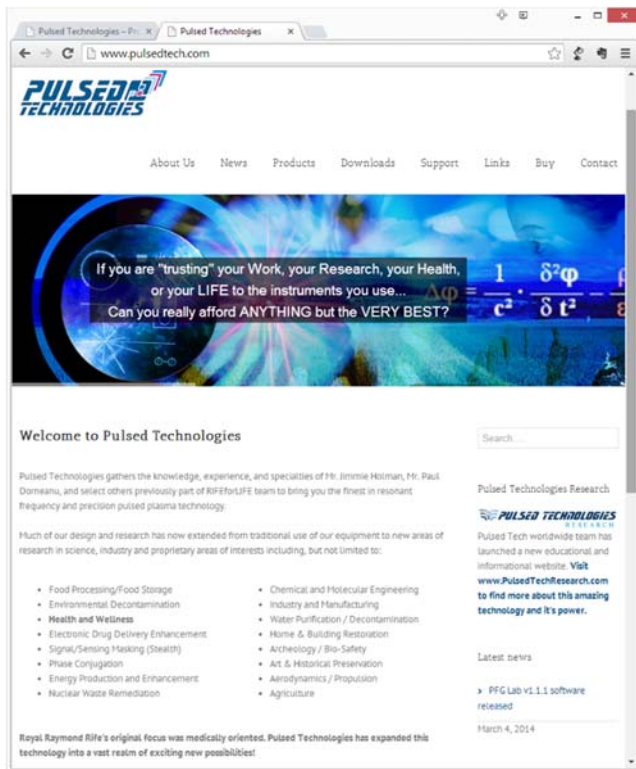 Pulsed Technologies – Pro
Pulsed Technologies
www.pulsedtech.com
PULSED
TECHNOLOGIES
About Us News Products Downloads Support Links Buy Contact
If you are "trusting" your Work, your Research, your Health,
or your LIFE to the instruments you use...
Can you really afford ANYTHING but the VERY BEST?
Δφ = 1/c² · δ²φ/δ t² - ρ/ε
Welcome to Pulsed Technologies
Pulsed Technologies gathers the knowledge, experience, and specialties of Mr. Jimmie Holman, Mr. Paul
Dorneanu, and select others previously part of RIFEforLIFE team to bring you the finest in resonant
frequency and precision pulsed plasma technology.
Much of our design and research has now extended from traditional use of our equipment to new areas of
research in science, industry and proprietary areas of interests including, but not limited to:
Food Processing/Food Storage
Environmental Decontamination
Health and Wellness
Electronic Drug Delivery Enhancement
Signal/Sensing Masking (Stealth)
Phase Conjugation
Energy Production and Enhancement
Nuclear Waste Remediation
Chemical and Molecular Engineering
Industry and Manufacturing
Water Purification / Decontamination
Home & Building Restoration
Archeology / Bio-Safety
Art & Historical Preservation
Aerodynamics / Propulsion
Agriculture
Royal Raymond Rife's original focus was medically oriented. Pulsed Technologies has expanded this
technology into a vast realm of exciting new possibilities!
Search...
Pulsed Technologies Research
PULSED TECHNOLOGIES
RESEARCH
Pulsed Tech worldwide team has
launched a new educational and
informational website. Visit
www.PulsedTechResearch.com
to find more about this amazing
technology and it's power.
Latest news
PFG Lab v1.1.1 software
released
March 4, 2014